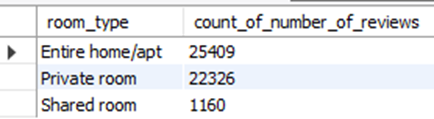 room_type count_of_number_of_reviews
Entire home/apt 25409
Private room 22326
Shared room 1160